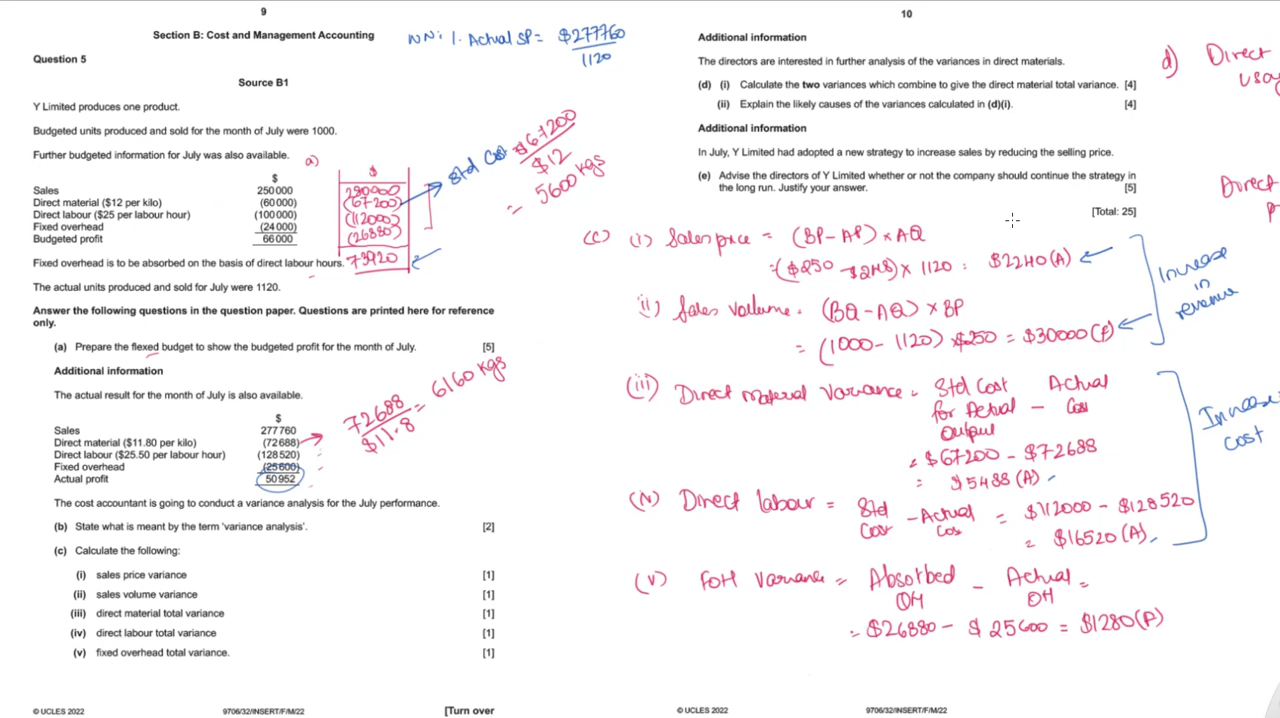 9
Section B: Cost and Management Accounting
WN: 1. Actual SP = $277760
1120
Question 5
Source B1
Y Limited produces one product.
Budgeted units produced and sold for the month of July were 1000.
Further budgeted information for July was also available.
a)
$
$
Sales 250 000
Direct material ($12 per kilo) (60 000)
Direct labour ($25 per labour hour) (100 000)
Fixed overhead (24 000)
Budgeted profit 66 000
280000
(67200)
(112000)
(26880)
73920
Std Cost $67200
$12
= 5600 kgs
Fixed overhead is to be absorbed on the basis of direct labour hours.
The actual units produced and sold for July were 1120.
Answer the following questions in the question paper. Questions are printed here for reference
only.
(a) Prepare the flexed budget to show the budgeted profit for the month of July. [5]
Additional information
The actual result for the month of July is also available.
$
Sales 277 760
Direct material ($11.80 per kilo) (72 688)
Direct labour ($25.50 per labour hour) (128 520)
Fixed overhead (25 600)
Actual profit 50 952
72688
$11.8
= 6160 kgs
The cost accountant is going to conduct a variance analysis for the July performance.
(b) State what is meant by the term ‘variance analysis’. [2]
(c) Calculate the following:
(i) sales price variance [1]
(ii) sales volume variance [1]
(iii) direct material total variance [1]
(iv) direct labour total variance [1]
(v) fixed overhead total variance. [1]
© UCLES 2022 9706/32/INSERT/F/M/22 [Turn over
10
Additional information
The directors are interested in further analysis of the variances in direct materials.
(d) (i) Calculate the two variances which combine to give the direct material total variance. [4]
(ii) Explain the likely causes of the variances calculated in (d)(i). [4]
Additional information
In July, Y Limited had adopted a new strategy to increase sales by reducing the selling price.
(e) Advise the directors of Y Limited whether or not the company should continue the strategy in
the long run. Justify your answer. [5]
[Total: 25]
d) Direct
usa
Direct
(c) (i) Sales price = (BP - AP) × AQ
= ($250 - $248) × 1120 = $2240 (A)
(ii) Sales Volume = (BQ - AQ) × BP
= (1000 - 1120) × $250 = $30000 (F)
Increase
in
revenue
(iii) Direct material Variance = Std Cost
for Actual
Output
- Actual
Cos
= $67200 - $72688
= $5488 (A)
(iv) Direct labour = Std
Cost
- Actual
Cos
= $112000 - $128520
= $16520 (A)
Increase
cost
(v) FOH Variance = Absorbed
OH
- Actual
OH
=
= $26880 - $25600 = $1280 (F)
© UCLES 2022 9706/32/INSERT/F/M/22